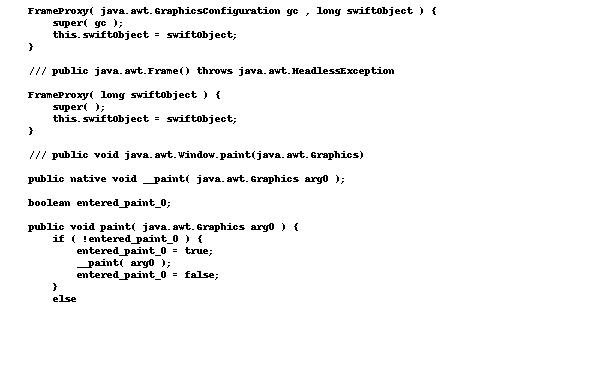 FrameProxy( java.awt.GraphicsConfiguration gc , long swiftObject ) {
super( gc );
this.swiftObject = swiftObject;
}
/// public java.awt.Frame() throws java.awt.HeadlessException
FrameProxy( long swiftObject ) {
super( );
this.swiftObject = swiftObject;
}
/// public void java.awt.Window.paint(java.awt.Graphics)
public native void __paint( java.awt.Graphics arg0 );
boolean entered_paint_0;
public void paint( java.awt.Graphics arg0 ) {
if ( !entered_paint_0 ) {
entered_paint_0 = true;
__paint( arg0 );
entered_paint_0 = false;
}
else